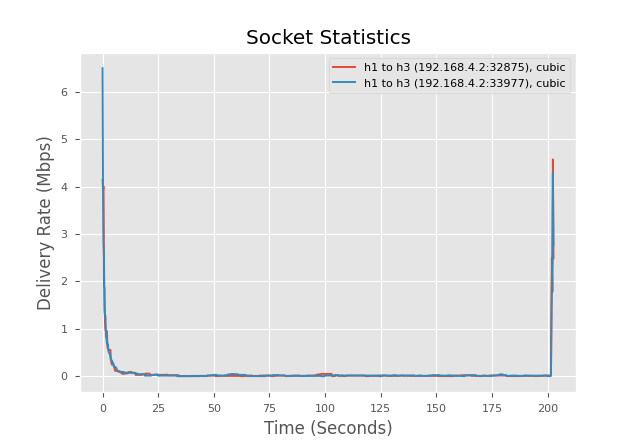 Socket Statistics
h1 to h3 (192.168.4.2:32875), cubic
h1 to h3 (192.168.4.2:33977), cubic
Delivery Rate (Mbps)
6
5
4
3
2
1
0
0 25 50 75 100 125 150 175 200
Time (Seconds)